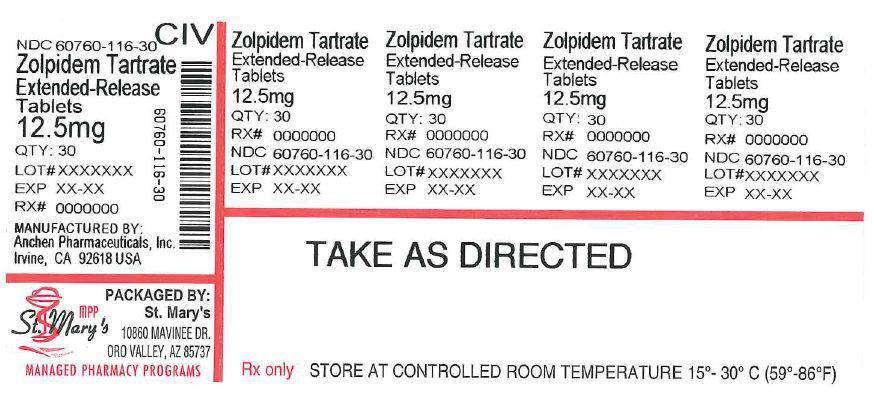 NDC 60760-116-30 CIV
Zolpidem Tartrate
Extended-Release
Tablets
12.5mg
QTY: 30
LOT# XXXXXXX
EXP XX-XX
RX# 0000000
60760-116-30
MANUFACTURED BY:
Anchen Pharmaceuticals, Inc.
Irvine, CA 92618 USA
MPP
St. Mary's
PACKAGED BY:
St. Mary's
10860 MAVINEE DR.
ORO VALLEY, AZ 85737
MANAGED PHARMACY PROGRAMS
Zolpidem Tartrate
Extended-Release
Tablets
12.5mg
QTY: 30
RX# 0000000
NDC 60760-116-30
LOT# XXXXXXX
EXP XX-XX
Zolpidem Tartrate
Extended-Release
Tablets
12.5mg
QTY: 30
RX# 0000000
NDC 60760-116-30
LOT# XXXXXXX
EXP XX-XX
Zolpidem Tartrate
Extended-Release
Tablets
12.5mg
QTY: 30
RX# 0000000
NDC 60760-116-30
LOT# XXXXXXX
EXP XX-XX
Zolpidem Tartrate
Extended-Release
Tablets
12.5mg
QTY: 30
RX# 0000000
NDC 60760-116-30
LOT# XXXXXXX
EXP XX-XX
TAKE AS DIRECTED
Rx only STORE AT CONTROLLED ROOM TEMPERATURE 15°- 30° C (59°-86°F)